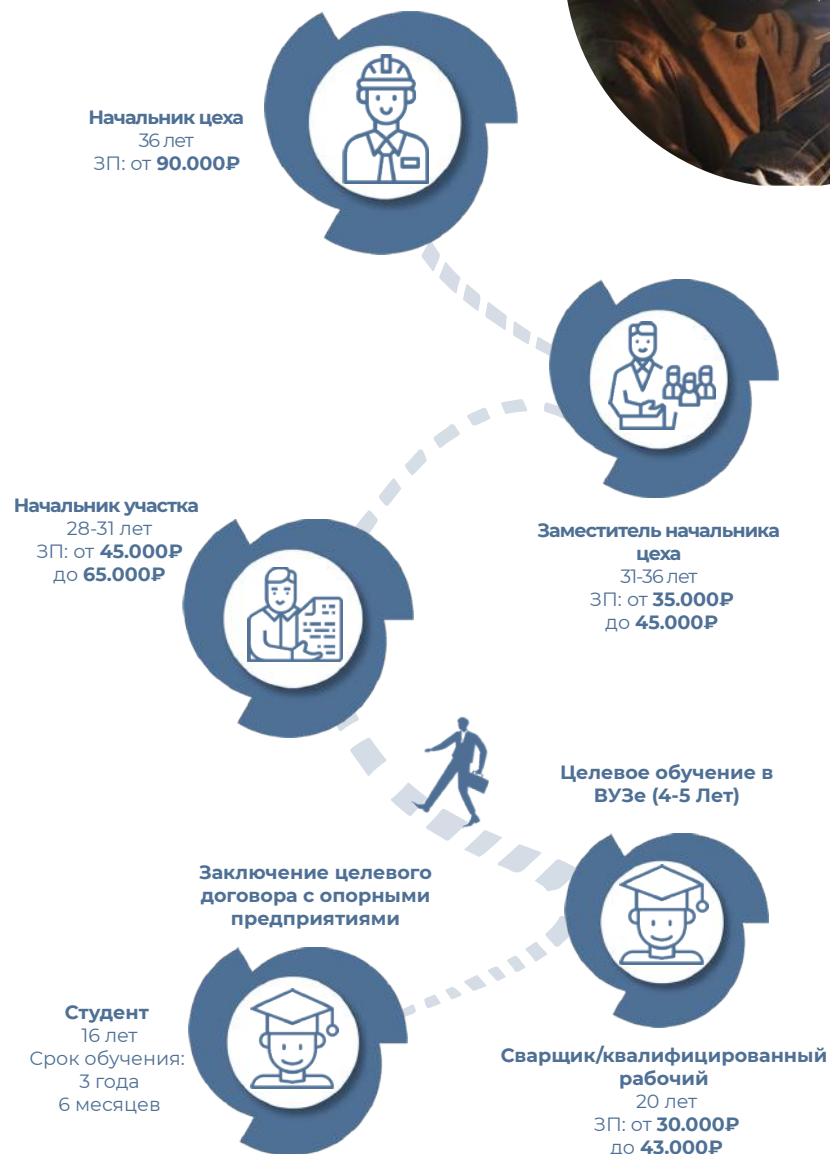 Начальник цеха
36 лет
ЗП: от 90.000₽
Начальник участка
28-31 лет
ЗП: от 45.000₽
до 65.000₽
Заместитель начальника
цеха
31-36 лет
ЗП: от 35.000₽
до 45.000₽
Целевое обучение в
ВУЗе (4-5 Лет)
Заключение целевого
договора с опорными
предприятиями
Студент
16 лет
Срок обучения:
3 года
6 месяцев
Сварщик/квалифицированный
рабочий
20 лет
ЗП: от 30.000₽
до 43.000₽